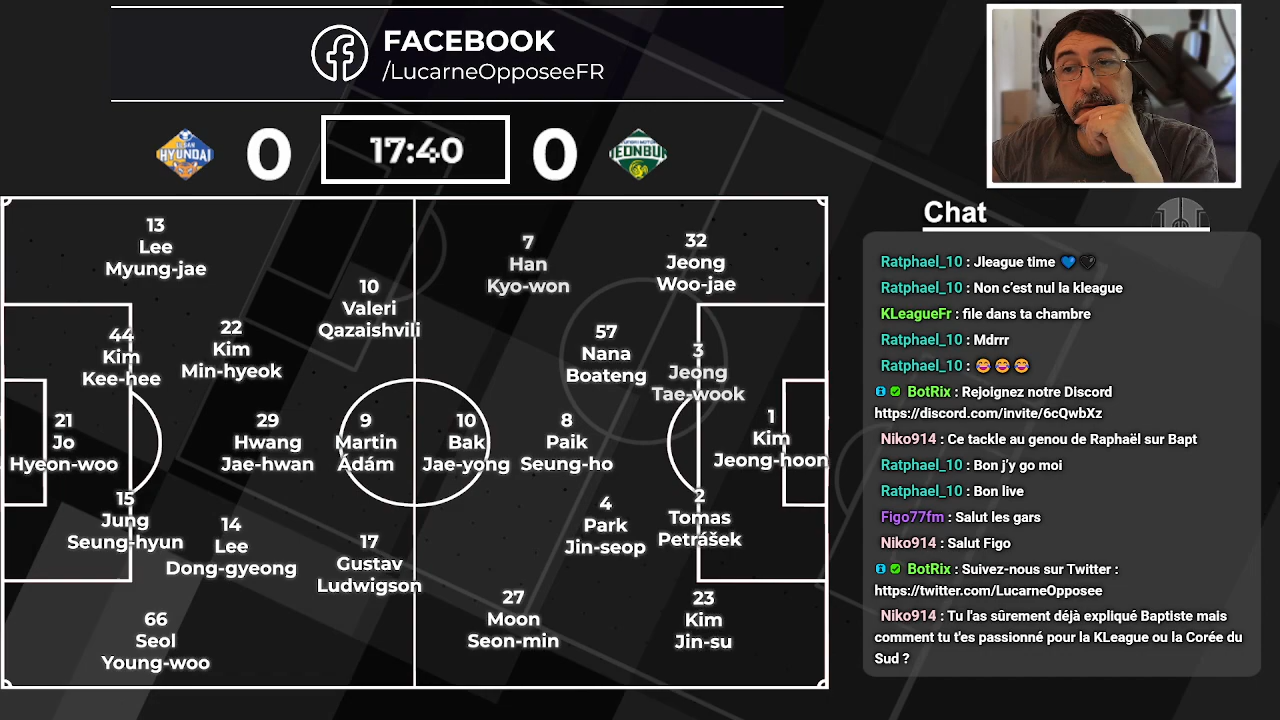 FACEBOOK
/LucarneOpposeeFR
HYUNDAI
0
17:40
0
13
Lee
Myung-jae
44
Kim
Kee-hee
22
Kim
Min-hyeok
10
Valeri
Qazaishvili
21
Jo
Hyeon-woo
29
Hwang
Jae-hwan
9
Martin
Ádám
15
Jung
Seung-hyun
14
Lee
Dong-gyeong
17
Gustav
Ludwigson
66
Seol
Young-woo
7
Han
Kyo-won
32
Jeong
Woo-jae
57
Nana
Boateng
3
Jeong
Tae-wook
10
Bak
Jae-yong
8
Paik
Seung-ho
1
Kim
Jeong-hoon
4
Park
Jin-seop
2
Tomas
Petrášek
27
Moon
Seon-min
23
Kim
Jin-su
Chat
Ratphael_10 : Jleague time 💙🖤
Ratphael_10 : Non c'est nul la kleague
KLeagueFr : file dans ta chambre
Ratphael_10 : Mdrrr
Ratphael_10 : 😂 😂 😂
BotRix : Rejoignez notre Discord
https://discord.com/invite/6cQwbXz
Niko914 : Ce tackle au genou de Raphaël sur Bapt
Ratphael_10 : Bon j'y go moi
Ratphael_10 : Bon live
Figo77fm : Salut les gars
Niko914 : Salut Figo
BotRix : Suivez-nous sur Twitter :
https://twitter.com/LucarneOpposee
Niko914 : Tu l'as sûrement déjà expliqué Baptiste mais
comment tu t'es passionné pour la KLeague ou la Corée du
Sud ?